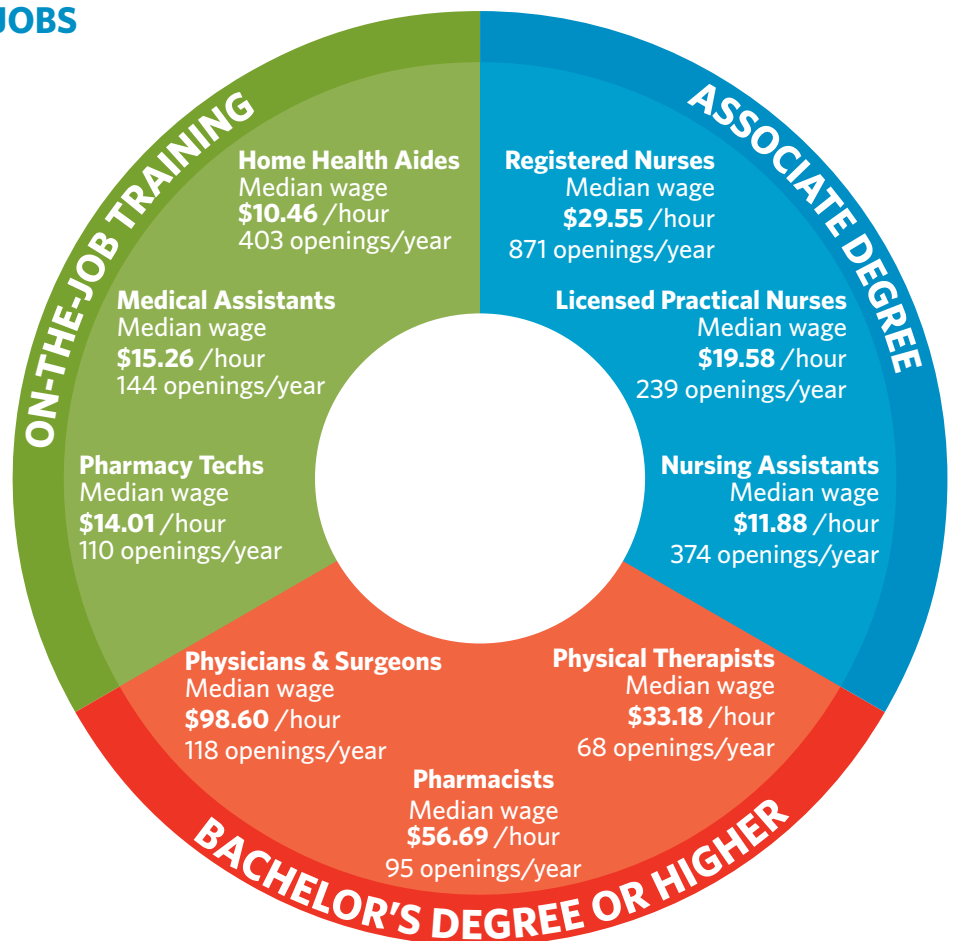 JOBS
ON-THE-JOB TRAINING
Home Health Aides
Median wage
$10.46 /hour
403 openings/year
Medical Assistants
Median wage
$15.26 /hour
144 openings/year
Pharmacy Techs
Median wage
$14.01 /hour
110 openings/year
ASSOCIATE DEGREE
Registered Nurses
Median wage
$29.55 /hour
871 openings/year
Licensed Practical Nurses
Median wage
$19.58 /hour
239 openings/year
Nursing Assistants
Median wage
$11.88 /hour
374 openings/year
Physicians & Surgeons
Median wage
$98.60 /hour
118 openings/year
Physical Therapists
Median wage
$33.18 /hour
68 openings/year
Pharmacists
Median wage
$56.69 /hour
95 openings/year
BACHELOR'S DEGREE OR HIGHER